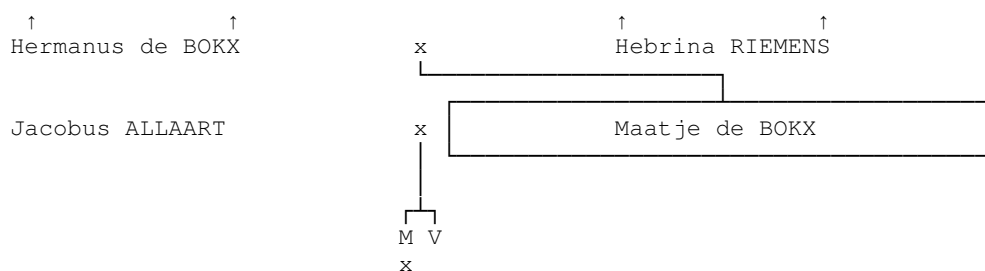 ↑ ↑ ↑ ↑
Hermanus de BOKX x Hebrina RIEMENS
Jacobus ALLAART x Maatje de BOKX
M V
x